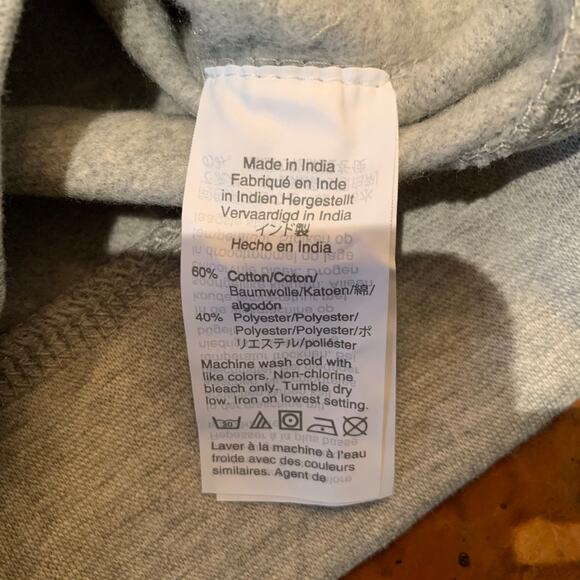 Made in India
Fabriqué en Inde
in Indien Hergestellt
Vervaardigd in India
インド製
Hecho en India
60% Cotton/Coton/
Baumwolle/Katoen/綿/
algodón
40% Polyester/Polyester/
Polyester/Polyester/ポ
リエステル/poliéster
Machine wash cold with
like colors. Non-chlorine
bleach only. Tumble dry
low. Iron on lowest setting.
30
Laver à la machine à l'eau
froide avec des couleurs
similaires. Agent de